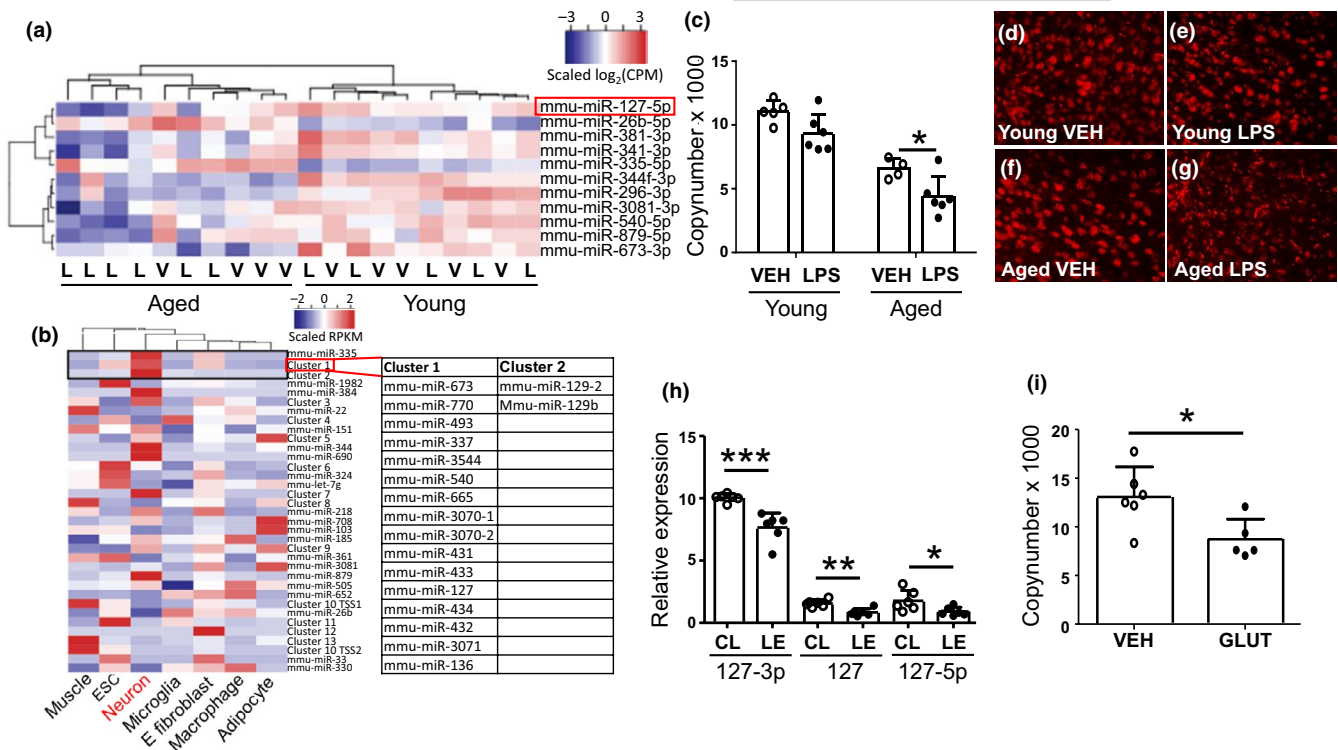 (a)
−3 0 3
Scaled log2(CPM)
mmu-miR-127-5p
mmu-miR-26b-5p
mmu-miR-381-3p
mmu-miR-341-3p
mmu-miR-335-5p
mmu-miR-344f-3p
mmu-miR-296-3p
mmu-miR-3081-3p
mmu-miR-540-5p
mmu-miR-879-5p
mmu-miR-673-3p
L L L L V L L V V V L V L V V L V L V L
Aged Young
(b)
−2 0 2
Scaled RPKM
mmu-miR-335
Cluster 1
Cluster 2
mmu-miR-1982
mmu-miR-384
Cluster 3
mmu-miR-22
Cluster 4
mmu-miR-151
Cluster 5
mmu-miR-344
mmu-miR-690
Cluster 6
mmu-miR-324
mmu-let-7g
Cluster 7
Cluster 8
mmu-miR-218
mmu-miR-708
mmu-miR-103
mmu-miR-185
Cluster 9
mmu-miR-361
mmu-miR-3081
mmu-miR-879
mmu-miR-505
mmu-miR-652
Cluster 10 TSS1
mmu-miR-26b
Cluster 11
Cluster 12
Cluster 13
Cluster 10 TSS2
mmu-miR-33
mmu-miR-330
Muscle
ESC
Neuron
Microglia
E fibroblast
Macrophage
Adipocyte
Cluster 1 Cluster 2
mmu-miR-673 mmu-miR-129-2
mmu-miR-770 Mmu-miR-129b
mmu-miR-493
mmu-miR-337
mmu-miR-3544
mmu-miR-540
mmu-miR-665
mmu-miR-3070-1
mmu-miR-3070-2
mmu-miR-431
mmu-miR-433
mmu-miR-127
mmu-miR-434
mmu-miR-432
mmu-miR-3071
mmu-miR-136
(c)
Copynumber x 1000
15
10
5
0
*
VEH LPS VEH LPS
Young Aged
(d)
Young VEH
(e)
Young LPS
(f)
Aged VEH
(g)
Aged LPS
(h)
Relative expression
15
10
5
0
***
**
*
CL LE CL LE CL LE
127-3p 127 127-5p
(i)
Copynumber x 1000
20
15
10
5
0
*
VEH GLUT